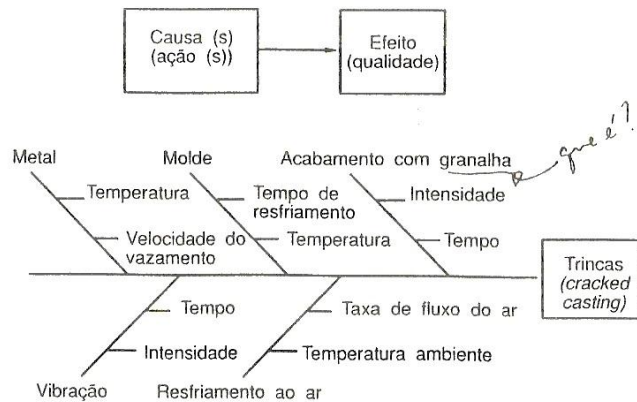 Causa (s)
(ação (s))
Efeito
(qualidade)
que é?
Metal
Molde
Acabamento com granalha
Temperatura
Tempo de
resfriamento
Intensidade
Velocidade do
vazamento
Temperatura
Tempo
Trincas
(cracked
casting)
Tempo
Taxa de fluxo do ar
Intensidade
Temperatura ambiente
Vibração
Resfriamento ao ar